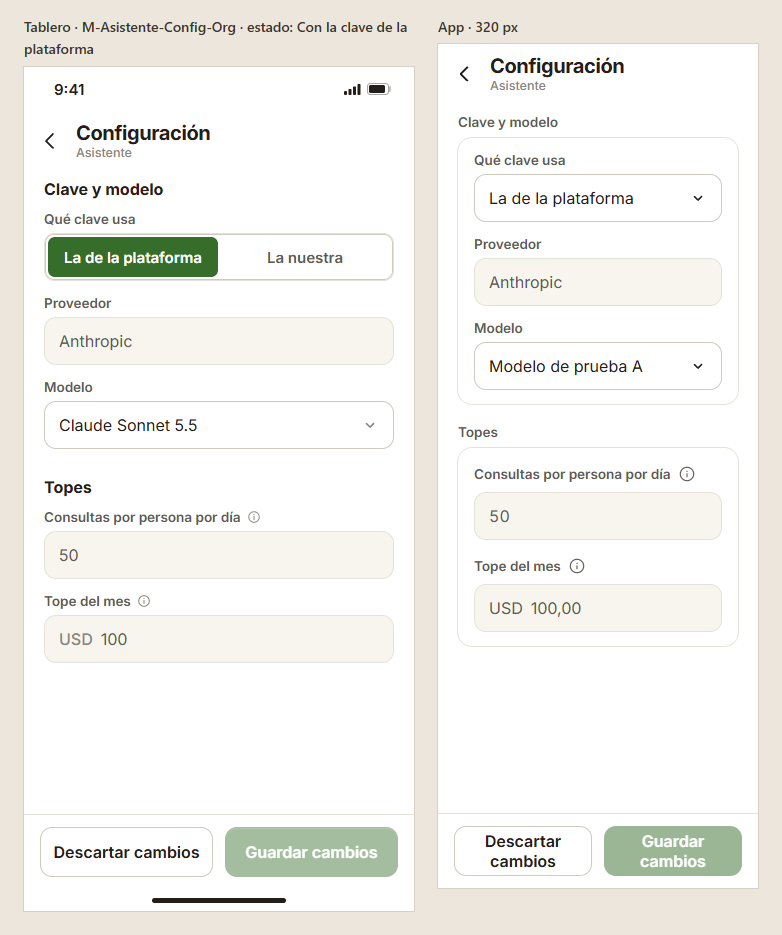 Tablero · M-Asistente-Config-Org · estado: Con la clave de la
plataforma
9:41
Configuración
Asistente
Clave y modelo
Qué clave usa
La de la plataforma
La nuestra
Proveedor
Anthropic
Modelo
Claude Sonnet 5.5
Topes
Consultas por persona por día
50
Tope del mes
USD 100
Descartar cambios
Guardar cambios
App · 320 px
Configuración
Asistente
Clave y modelo
Qué clave usa
La de la plataforma
Proveedor
Anthropic
Modelo
Modelo de prueba A
Topes
Consultas por persona por día
50
Tope del mes
USD 100,00
Descartar
cambios
Guardar
cambios